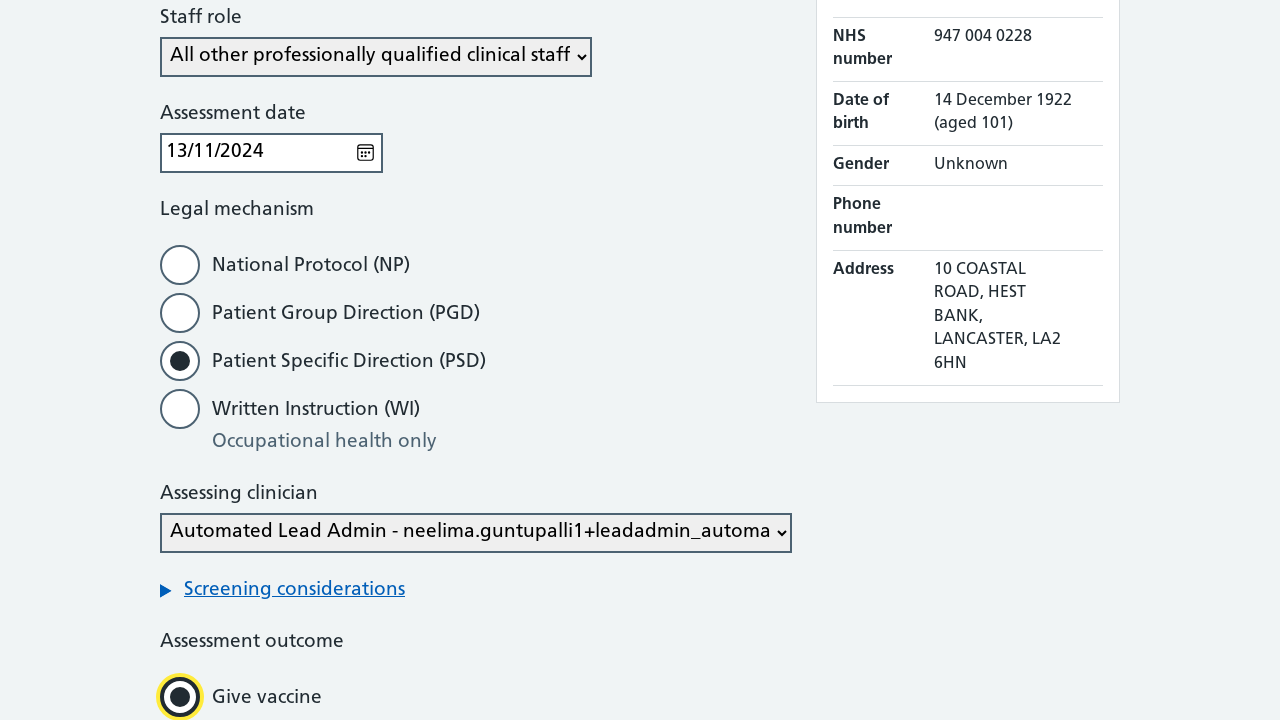 Staff role
All other professionally qualified clinical staff
Assessment date
13/11/2024
Legal mechanism
National Protocol (NP)
Patient Group Direction (PGD)
Patient Specific Direction (PSD)
Written Instruction (WI)
Occupational health only
Assessing clinician
Automated Lead Admin - neelima.guntupalli1+leadadmin_automa
Screening considerations
Assessment outcome
Give vaccine
NHS
number
947 004 0228
Date of
birth
14 December 1922
(aged 101)
Gender
Unknown
Phone
number
Address
10 COASTAL
ROAD, HEST
BANK,
LANCASTER, LA2
6HN